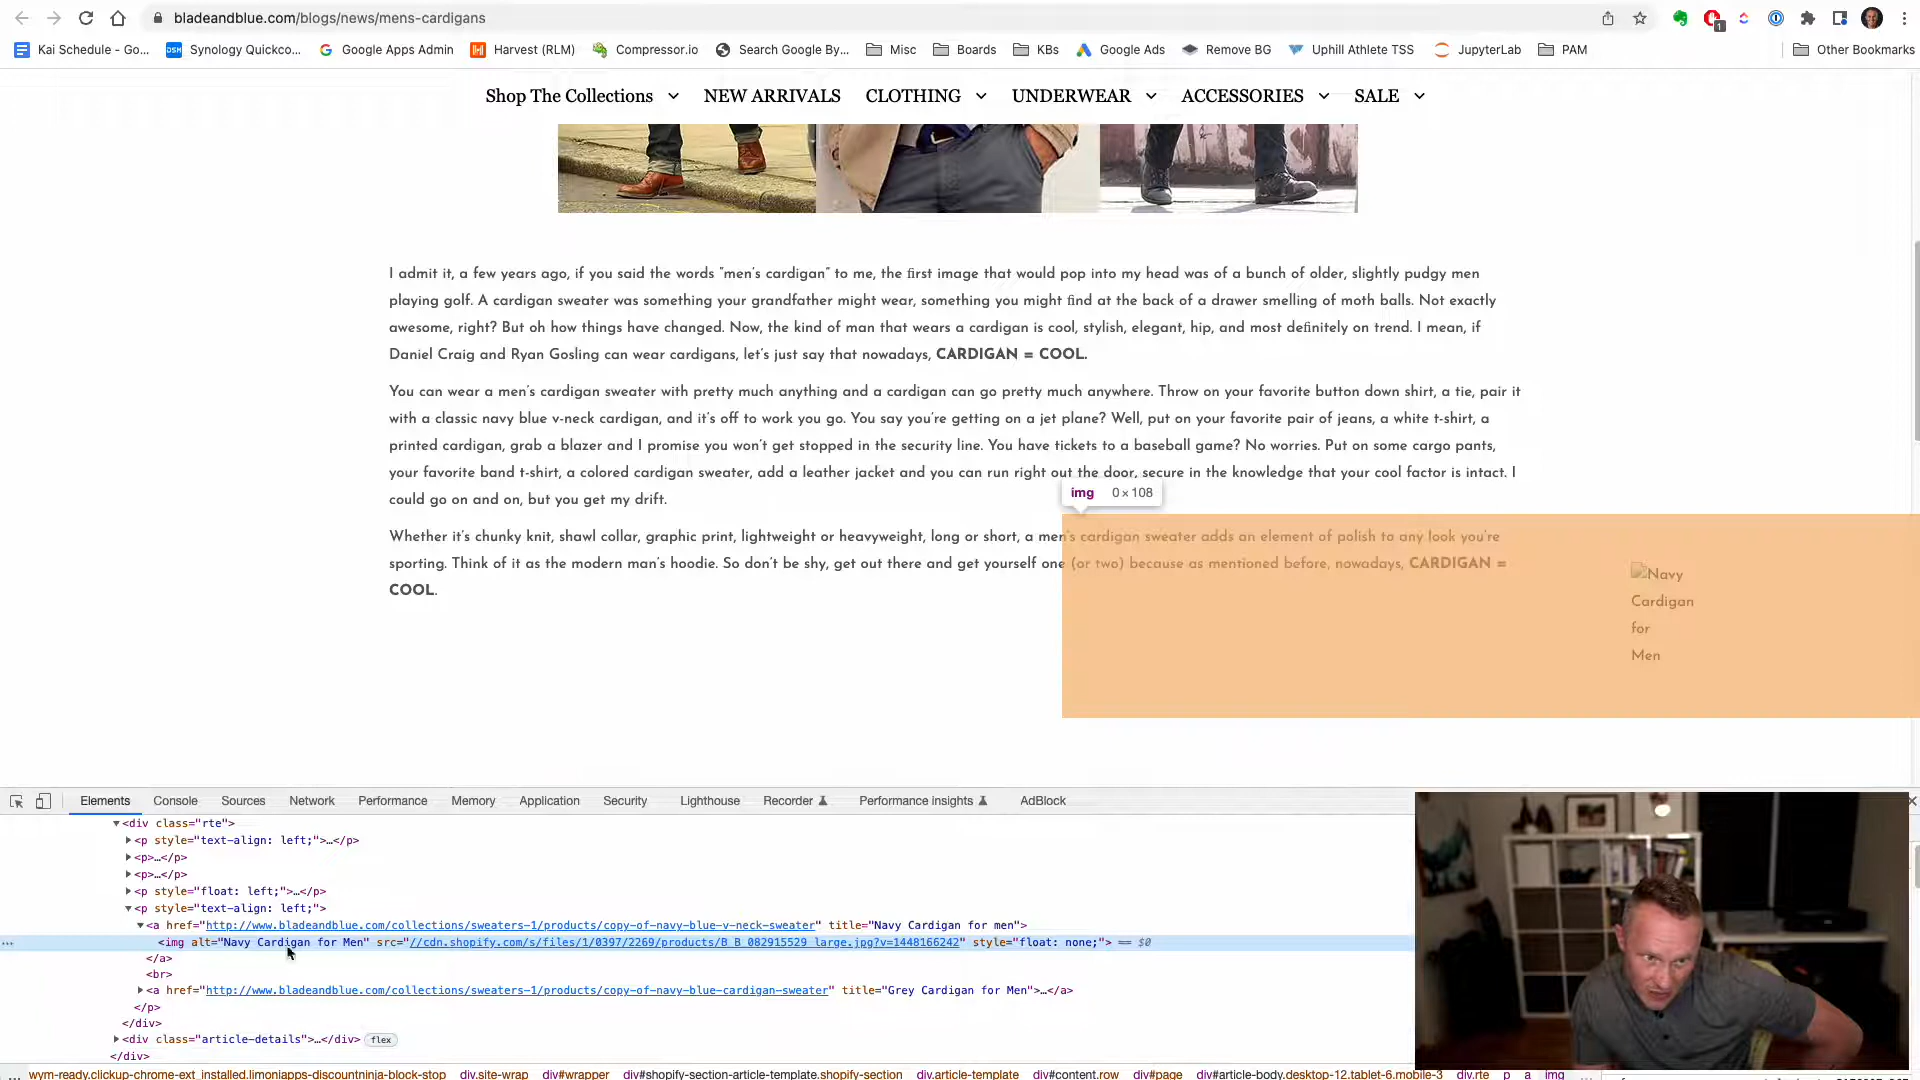 bladeandblue.com/blogs/news/mens-cardigans
1
Kai Schedule - Go...
DSM
Synology Quickco...
Google Apps Admin
Harvest (RLM)
Compressor.io
Search Google By...
Misc
Boards
KBs
Google Ads
Remove BG
Uphill Athlete TSS
JupyterLab
PAM
Other Bookmarks
Shop The Collections NEW ARRIVALS CLOTHING UNDERWEAR ACCESSORIES SALE
I admit it, a few years ago, if you said the words "men's cardigan" to me, the first image that would pop into my head was of a bunch of older, slightly pudgy men
playing golf. A cardigan sweater was something your grandfather might wear, something you might find at the back of a drawer smelling of moth balls. Not exactly
awesome, right? But oh how things have changed. Now, the kind of man that wears a cardigan is cool, stylish, elegant, hip, and most definitely on trend. I mean, if
Daniel Craig and Ryan Gosling can wear cardigans, let's just say that nowadays, CARDIGAN = COOL.
You can wear a men's cardigan sweater with pretty much anything and a cardigan can go pretty much anywhere. Throw on your favorite button down shirt, a tie, pair it
with a classic navy blue v-neck cardigan, and it's off to work you go. You say you're getting on a jet plane? Well, put on your favorite pair of jeans, a white t-shirt, a
printed cardigan, grab a blazer and I promise you won't get stopped in the security line. You have tickets to a baseball game? No worries. Put on some cargo pants,
your favorite band t-shirt, a colored cardigan sweater, add a leather jacket and you can run right out the door, secure in the knowledge that your cool factor is intact. I
could go on and on, but you get my drift.
img 0 × 108
Whether it's chunky knit, shawl collar, graphic print, lightweight or heavyweight, long or short, a men's cardigan sweater adds an element of polish to any look you're
sporting. Think of it as the modern man's hoodie. So don't be shy, get out there and get yourself one (or two) because as mentioned before, nowadays, CARDIGAN =
COOL.
Navy
Cardigan
for
Men
Elements Console Sources Network Performance Memory Application Security Lighthouse Recorder Performance insights AdBlock
<div class="rte">
<p style="text-align: left;">…</p>
<p>…</p>
<p>…</p>
<p style="float: left;">…</p>
<p style="text-align: left;">
<a href="http://www.bladeandblue.com/collections/sweaters-1/products/copy-of-navy-blue-v-neck-sweater" title="Navy Cardigan for men">
… <img alt="Navy Cardigan for Men" src="//cdn.shopify.com/s/files/1/0397/2269/products/B_B_082915529_large.jpg?v=1448166242" style="float: none;"> == $0
</a>
<br>
<a href="http://www.bladeandblue.com/collections/sweaters-1/products/copy-of-navy-blue-cardigan-sweater" title="Grey Cardigan for Men">…</a>
</p>
</div>
<div class="article-details">…</div> flex
</div>
… wym-ready.clickup-chrome-ext_installed.limoniapps-discountninja-block-stop div.site-wrap div#wrapper div#shopify-section-article-template.shopify-section div.article-template div#content.row div#page div#article-body.desktop-12.tablet-6.mobile-3 div.rte p a img